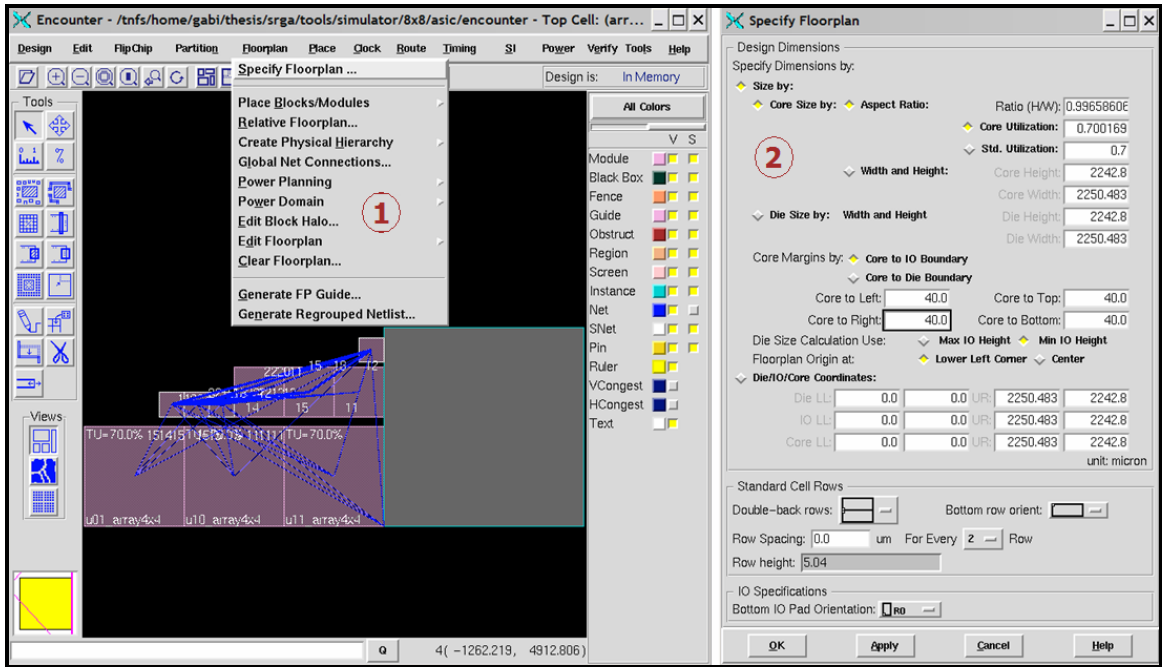 Encounter - /tnfs/home/gabi/thesis/srga/tools/simulator/8x8/asic/encounter - Top Cell: (arr...
Design Edit FlipChip Partition Floorplan Place Clock Route Timing SI Power Verify Tools Help
Design is: In Memory
Tools
Specify Floorplan ...
Place Blocks/Modules
Relative Floorplan...
Create Physical Hierarchy
Global Net Connections...
Power Planning
Power Domain
Edit Block Halo...
Edit Floorplan
Clear Floorplan...
Generate FP Guide...
Generate Regrouped Netlist...
1
All Colors
V S
Module
Black Box
Fence
Guide
Obstruct
Region
Screen
Instance
Net
SNet
Pin
Ruler
VCongest
HCongest
Text
Views
15 18 12
14 15 11
TU=70.0% TU=70.0%
u01_array4x4 u10_array4x4 u11_array4x4
Q
4( -1262.219, 4912.806)
Specify Floorplan
Design Dimensions
Specify Dimensions by:
Size by:
Core Size by: Aspect Ratio: Ratio (H/W): 0.99658606
Core Utilization: 0.700169
Std. Utilization: 0.7
2
Width and Height: Core Height: 2242.8
Core Width: 2250.483
Die Size by: Width and Height Die Height: 2242.8
Die Width: 2250.483
Core Margins by: Core to IO Boundary
Core to Die Boundary
Core to Left: 40.0 Core to Top: 40.0
Core to Right: 40.0 Core to Bottom: 40.0
Die Size Calculation Use: Max IO Height Min IO Height
Floorplan Origin at: Lower Left Corner Center
Die/IO/Core Coordinates:
Die LL: 0.0 0.0 UR: 2250.483 2242.8
IO LL: 0.0 0.0 UR: 2250.483 2242.8
Core LL: 0.0 0.0 UR: 2250.483 2242.8
unit: micron
Standard Cell Rows
Double-back rows: Bottom row orient:
Row Spacing: 0.0 um For Every 2 Row
Row height: 5.04
IO Specifications
Bottom IO Pad Orientation: R0
OK Apply Cancel Help